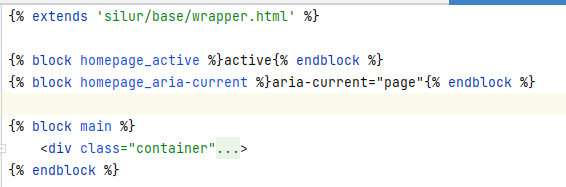 {% extends 'silur/base/wrapper.html' %}
{% block homepage_active %}active{% endblock %}
{% block homepage_aria-current %}aria-current="page"{% endblock %}
{% block main %}
<div class="container"...>
{% endblock %}